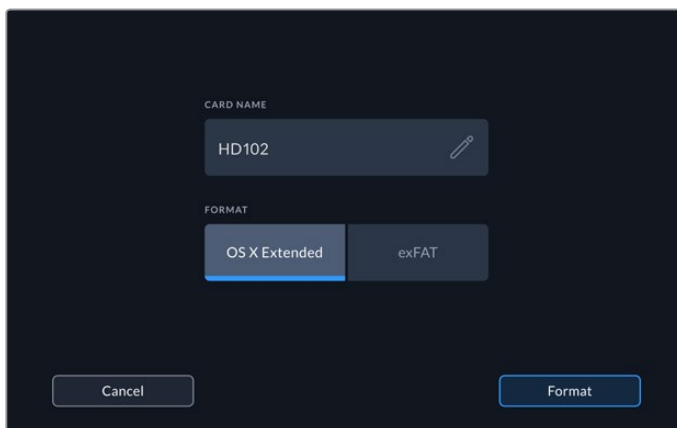 CARD NAME
HD102
FORMAT
OS X Extended exFAT
Cancel Format